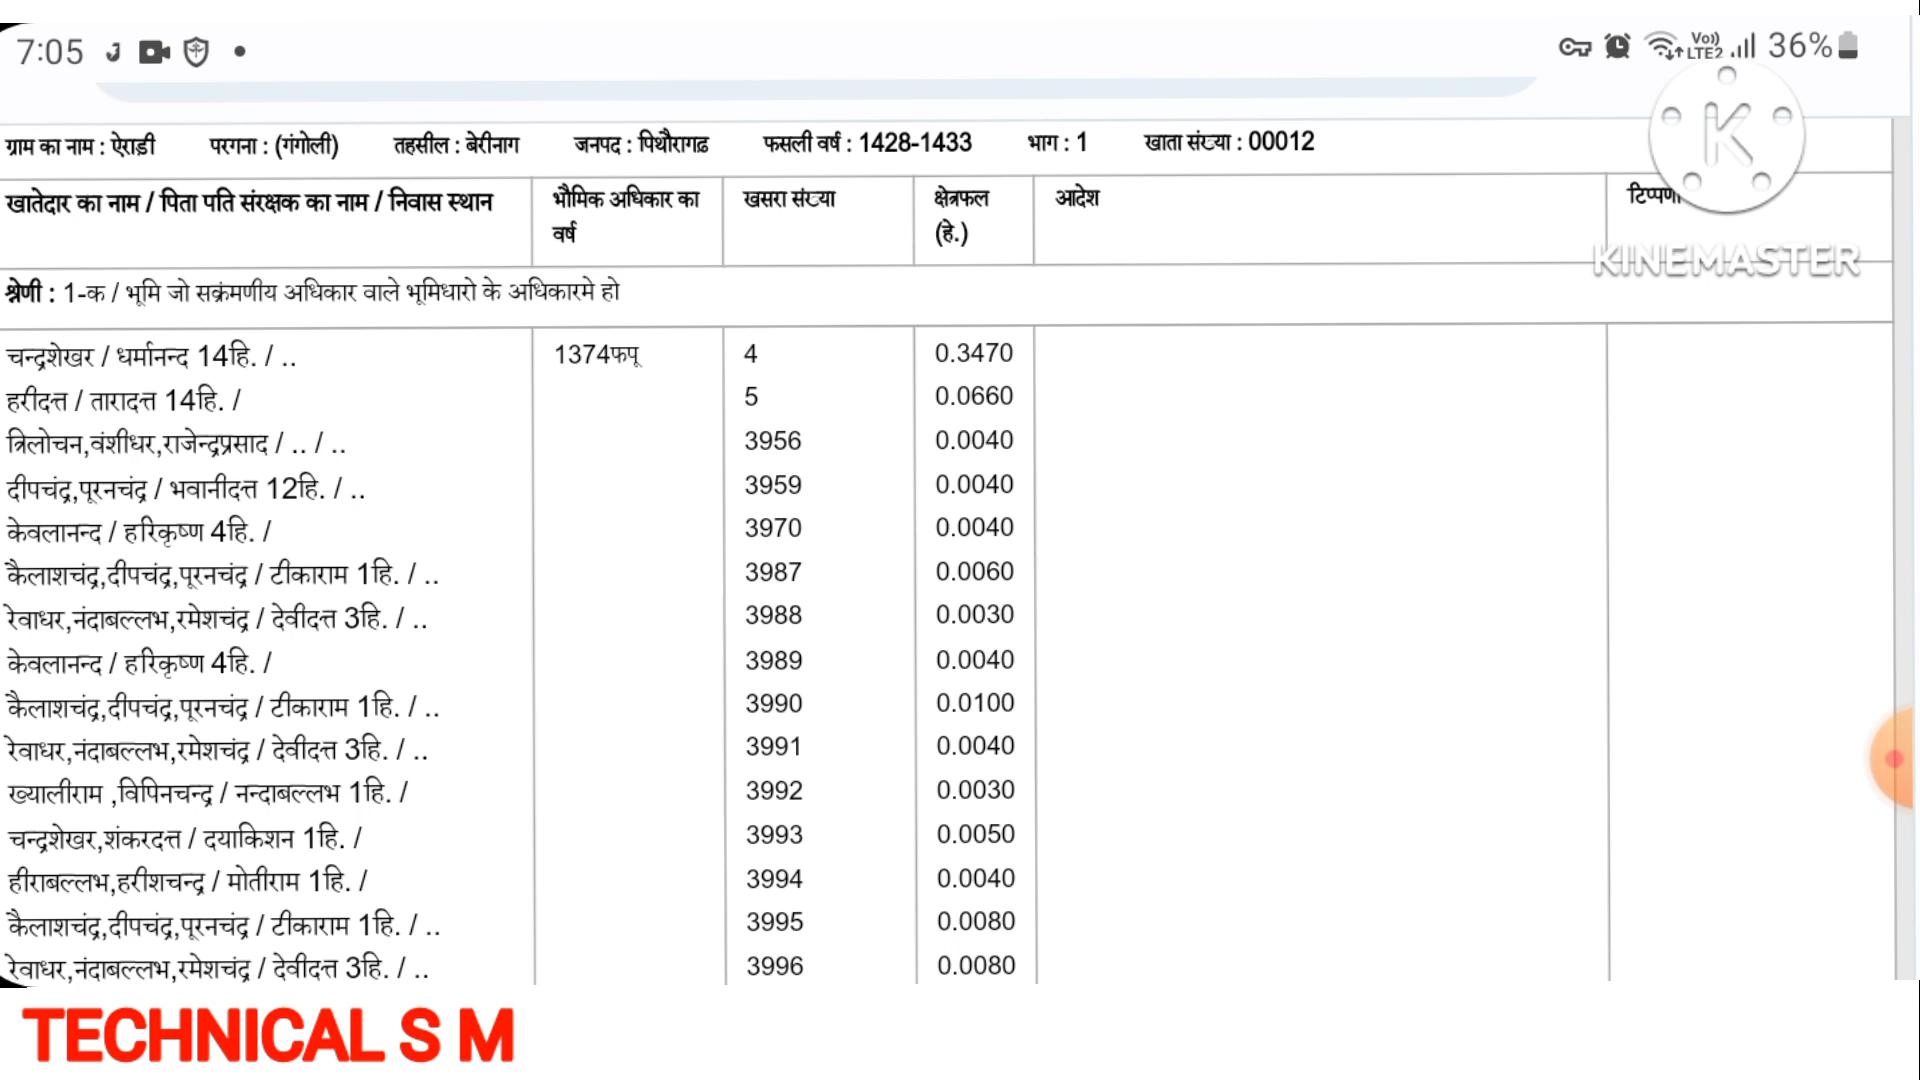 7:05
Vo)) LTE2 36%
ग्राम का नाम : ऐराडी परगना : (गंगोली) तहसील : बेरीनाग जनपद : पिथौरागढ फसली वर्ष : 1428-1433 भाग : 1 खाता संख्या : 00012
खातेदार का नाम / पिता पति संरक्षक का नाम / निवास स्थान भौमिक अधिकार का वर्ष खसरा संख्या क्षेत्रफल (हे.) आदेश
K
KINEMASTER
श्रेणी : 1-क / भूमि जो सक्रंमणीय अधिकार वाले भूमिधारो के अधिकारमे हो
चन्द्रशेखर / धर्मानन्द 14हि. / .. 1374फपू 4 0.3470
हरीदत्त / तारादत्त 14हि. / 5 0.0660
त्रिलोचन,वंशीधर,राजेन्द्रप्रसाद / .. / .. 3956 0.0040
दीपचंद्र,पूरनचंद्र / भवानीदत्त 12हि. / .. 3959 0.0040
केवलानन्द / हरिकृष्ण 4हि. / 3970 0.0040
कैलाशचंद्र,दीपचंद्र,पूरनचंद्र / टीकाराम 1हि. / .. 3987 0.0060
रेवाधर,नंदाबल्लभ,रमेशचंद्र / देवीदत्त 3हि. / .. 3988 0.0030
केवलानन्द / हरिकृष्ण 4हि. / 3989 0.0040
कैलाशचंद्र,दीपचंद्र,पूरनचंद्र / टीकाराम 1हि. / .. 3990 0.0100
रेवाधर,नंदाबल्लभ,रमेशचंद्र / देवीदत्त 3हि. / .. 3991 0.0040
ख्यालीराम ,विपिनचन्द्र / नन्दाबल्लभ 1हि. / 3992 0.0030
चन्द्रशेखर,शंकरदत्त / दयाकिशन 1हि. / 3993 0.0050
हीराबल्लभ,हरीशचन्द्र / मोतीराम 1हि. / 3994 0.0040
कैलाशचंद्र,दीपचंद्र,पूरनचंद्र / टीकाराम 1हि. / .. 3995 0.0080
रेवाधर,नंदाबल्लभ,रमेशचंद्र / देवीदत्त 3हि. / .. 3996 0.0080
TECHNICAL S M